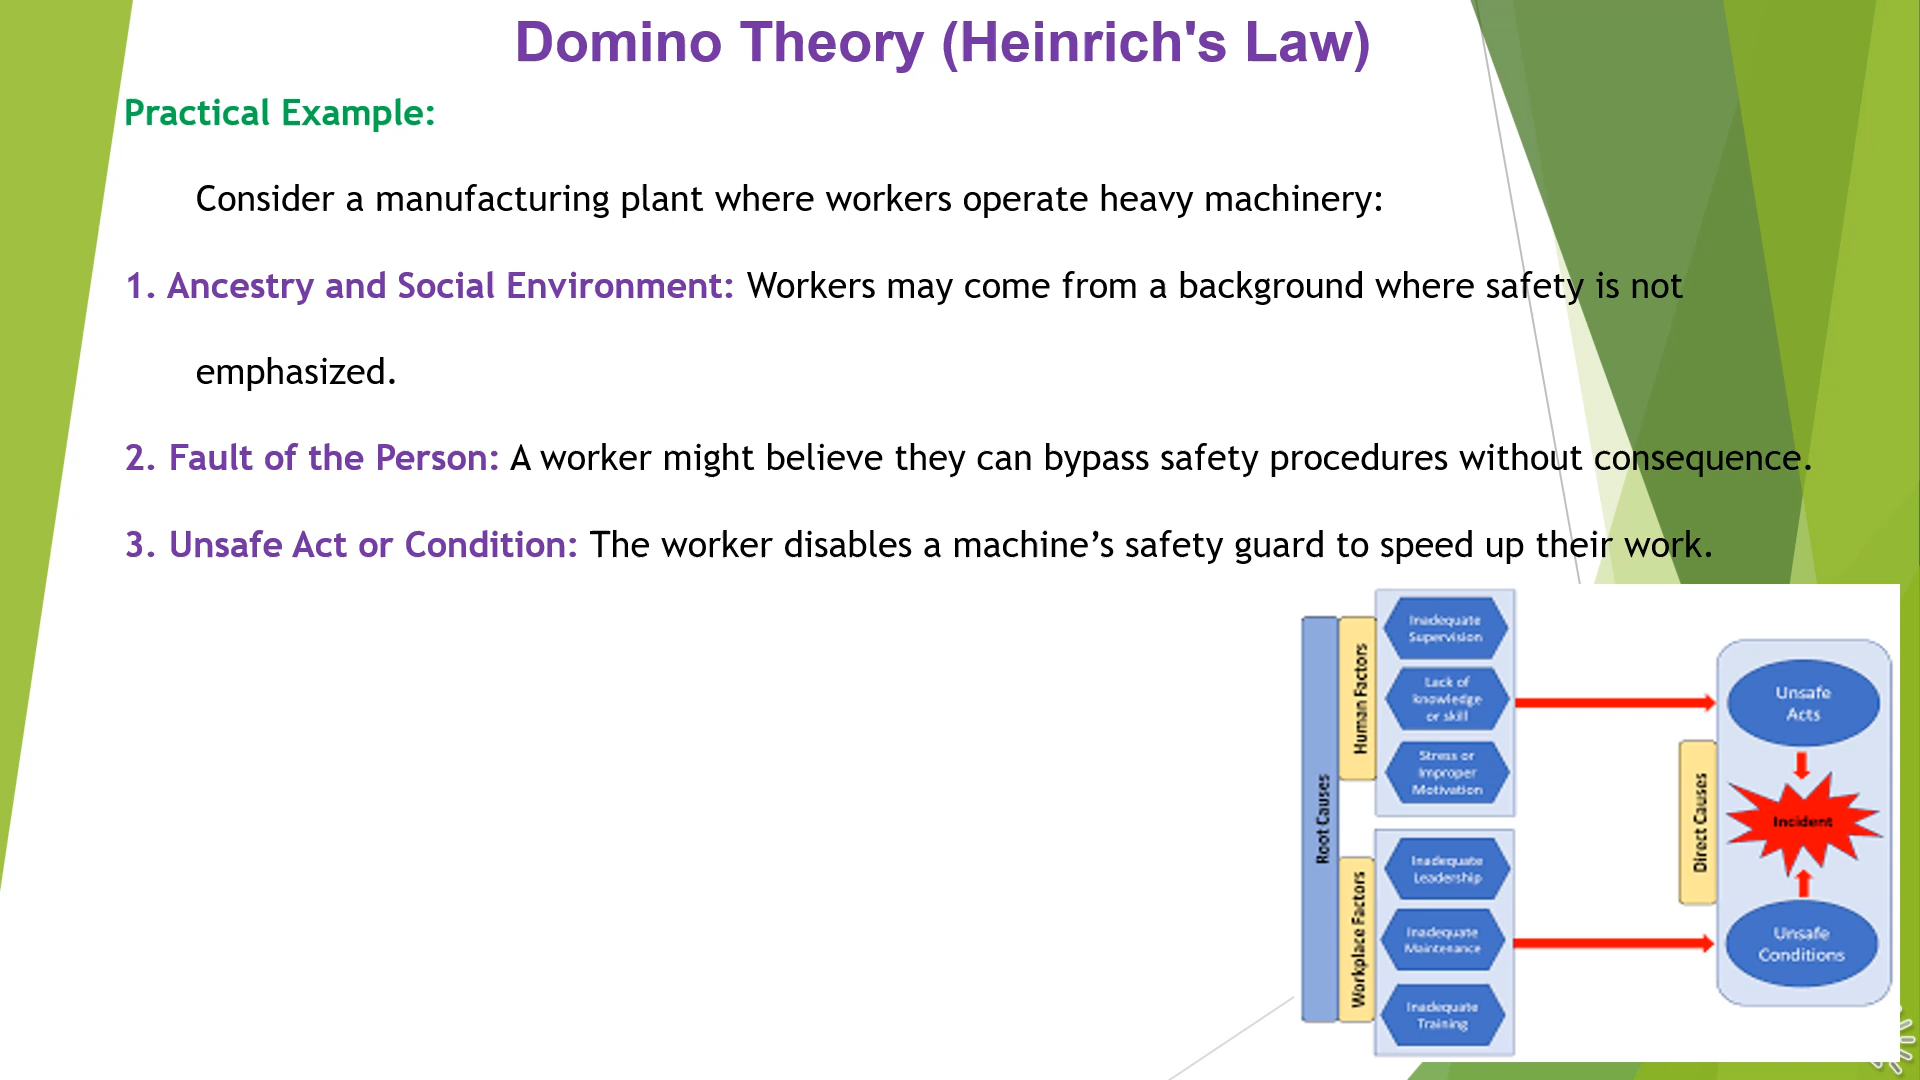 Domino Theory (Heinrich's Law)
Practical Example:
Consider a manufacturing plant where workers operate heavy machinery:
1. Ancestry and Social Environment: Workers may come from a background where safety is not
emphasized.
2. Fault of the Person: A worker might believe they can bypass safety procedures without consequence.
3. Unsafe Act or Condition: The worker disables a machine’s safety guard to speed up their work.
Root Causes
Human Factors
Inadequate
Supervision
Lack of
knowledge
or skill
Stress or
Improper
Motivation
Workplace Factors
Inadequate
Leadership
Inadequate
Maintenance
Inadequate
Training
Direct Causes
Unsafe
Acts
Incident
Unsafe
Conditions